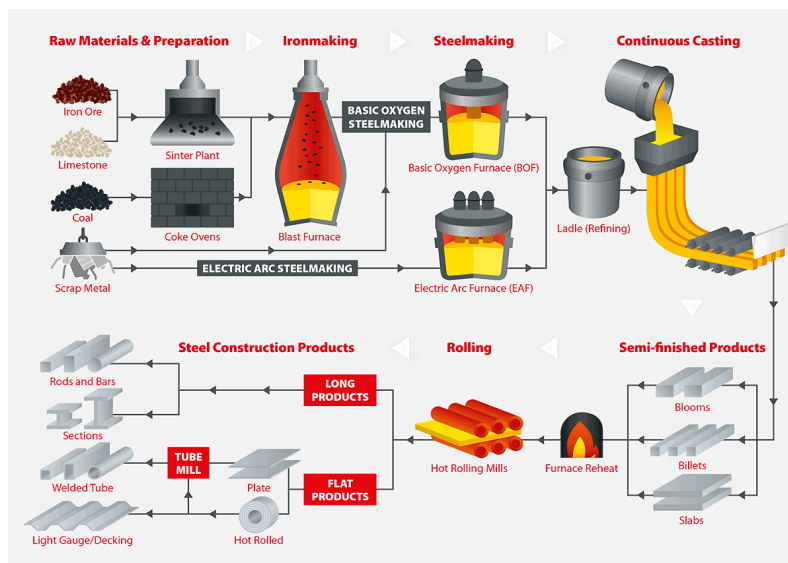 Raw Materials & Preparation
Ironmaking
Steelmaking
Continuous Casting
Iron Ore
Limestone
Sinter Plant
Coal
Coke Ovens
Scrap Metal
Blast Furnace
BASIC OXYGEN
STEELMAKING
ELECTRIC ARC STEELMAKING
Basic Oxygen Furnace (BOF)
Electric Arc Furnace (EAF)
Ladle (Refining)
Steel Construction Products
Rolling
Semi-finished Products
Rods and Bars
Sections
LONG
PRODUCTS
Welded Tube
TUBE
MILL
Plate
FLAT
PRODUCTS
Light Gauge/Decking
Hot Rolled
Hot Rolling Mills
Furnace Reheat
Blooms
Billets
Slabs